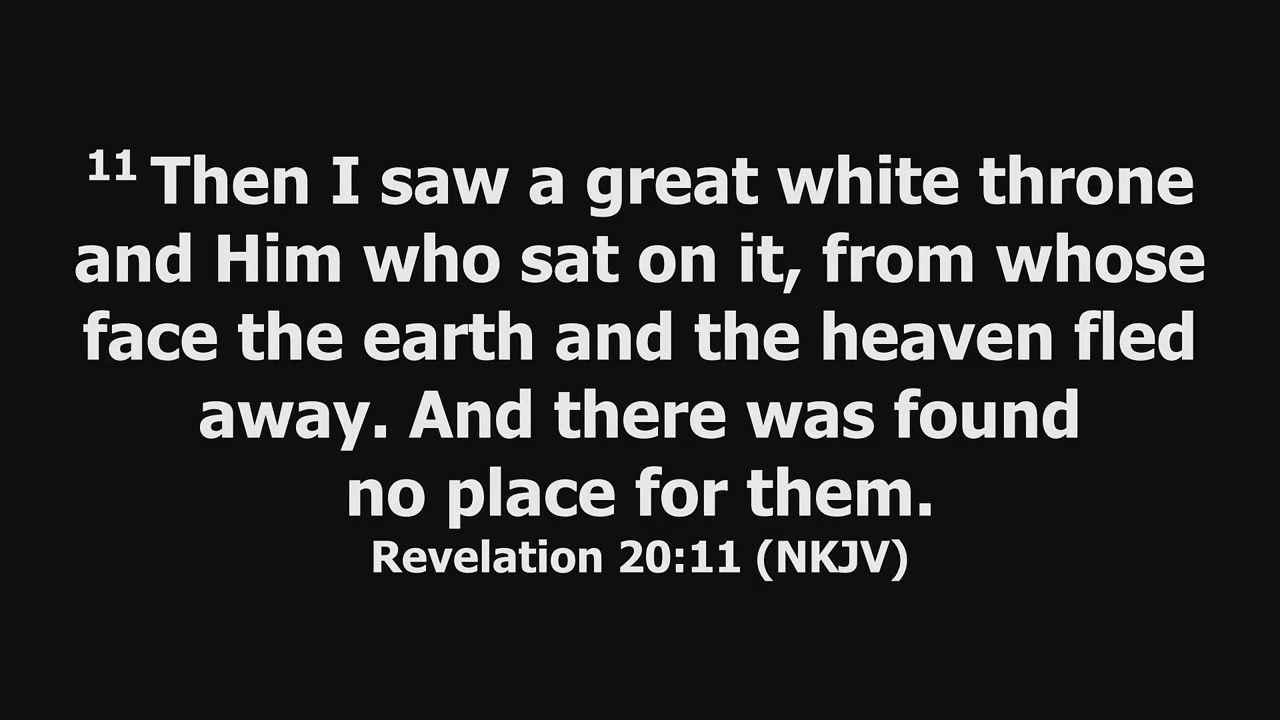 11 Then I saw a great white throne
and Him who sat on it, from whose
face the earth and the heaven fled
away. And there was found
no place for them.
Revelation 20:11 (NKJV)